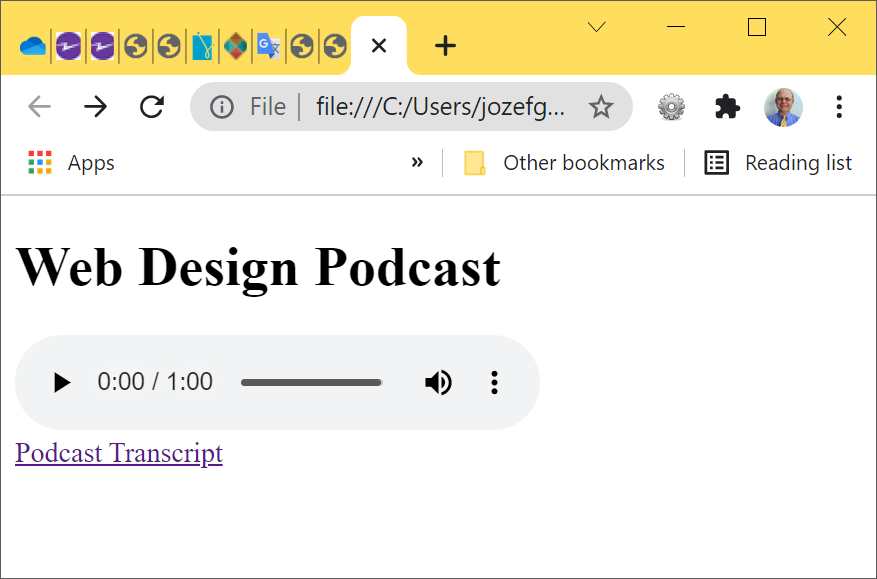 File file:///C:/Users/jozefg...
Apps » Other bookmarks Reading list
Web Design Podcast
0:00 / 1:00
Podcast Transcript